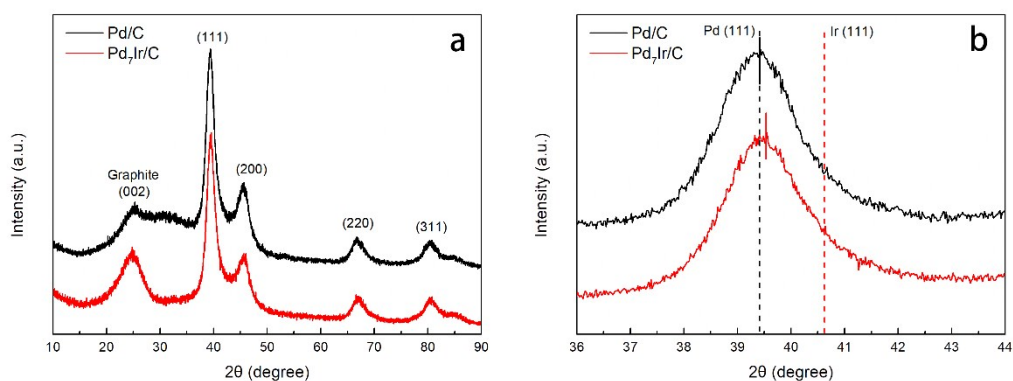 Pd/C
Pd₇Ir/C
a
(111)
(200)
Graphite
(002)
(220)
(311)
Intensity (a.u.)
10 20 30 40 50 60 70 80 90
2θ (degree)
Pd/C
Pd₇Ir/C
Pd (111)
Ir (111)
b
Intensity (a.u.)
36 37 38 39 40 41 42 43 44
2θ (degree)